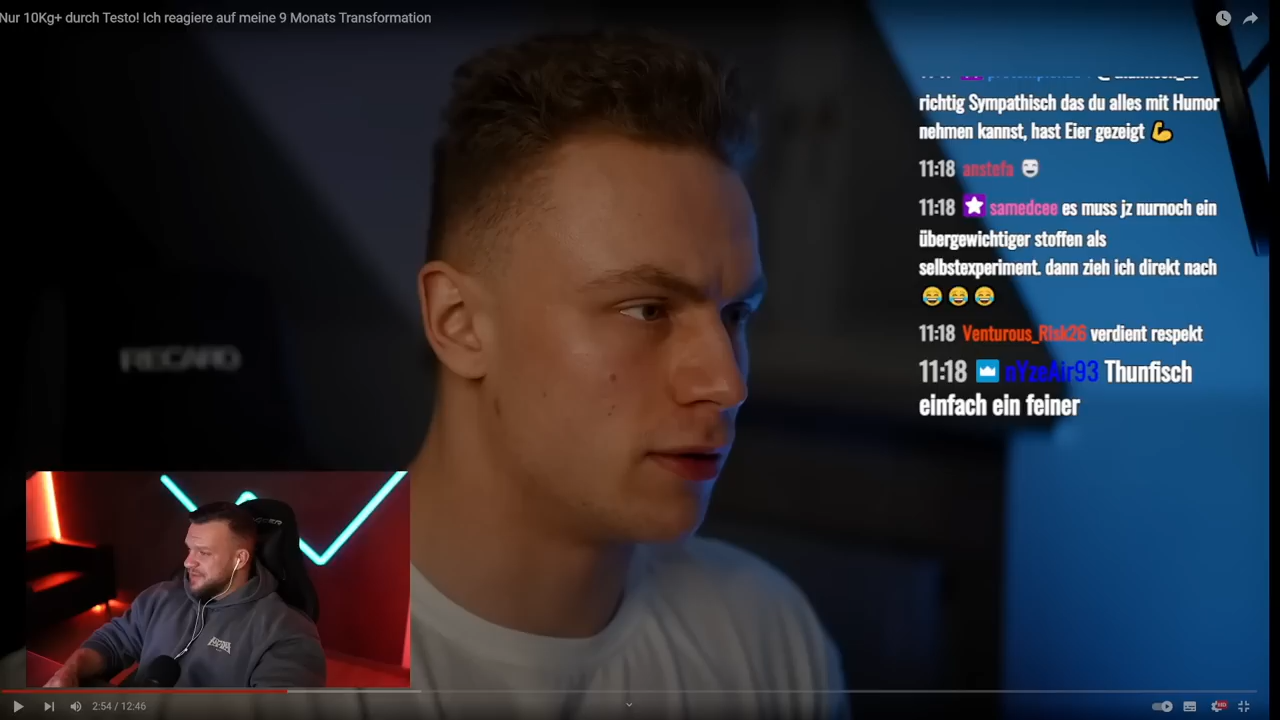 Nur 10Kg+ durch Testo! Ich reagiere auf meine 9 Monats Transformation
richtig Sympathisch das du alles mit Humor
nehmen kannst, hast Eier gezeigt 💪
11:18 anstefa
11:18 samedcee es muss jz nurnoch ein
übergewichtiger stoffen als
selbstexperiment. dann zieh ich direkt nach
😂 😂 😂
11:18 Venturous_RIsk26 verdient respekt
11:18 nYzeAir93 Thunfisch
einfach ein feiner
RECARO
2:54 / 12:46
HD